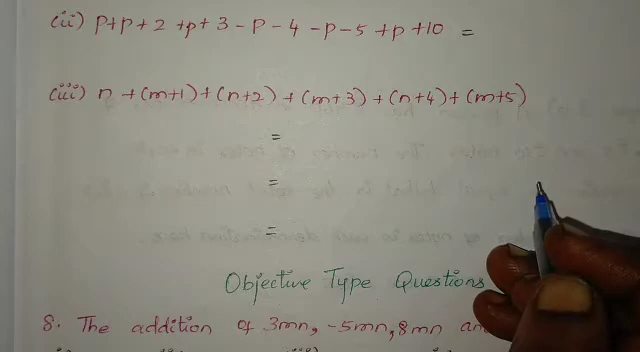 (ii) p+p+2+p+3-p-4-p-5+p+10 =
(iii) n+(m+1)+(n+2)+(m+3)+(n+4)+(m+5)
=
=
=
Objective Type Questions
8. The addition of 3mn, -5mn, 8mn